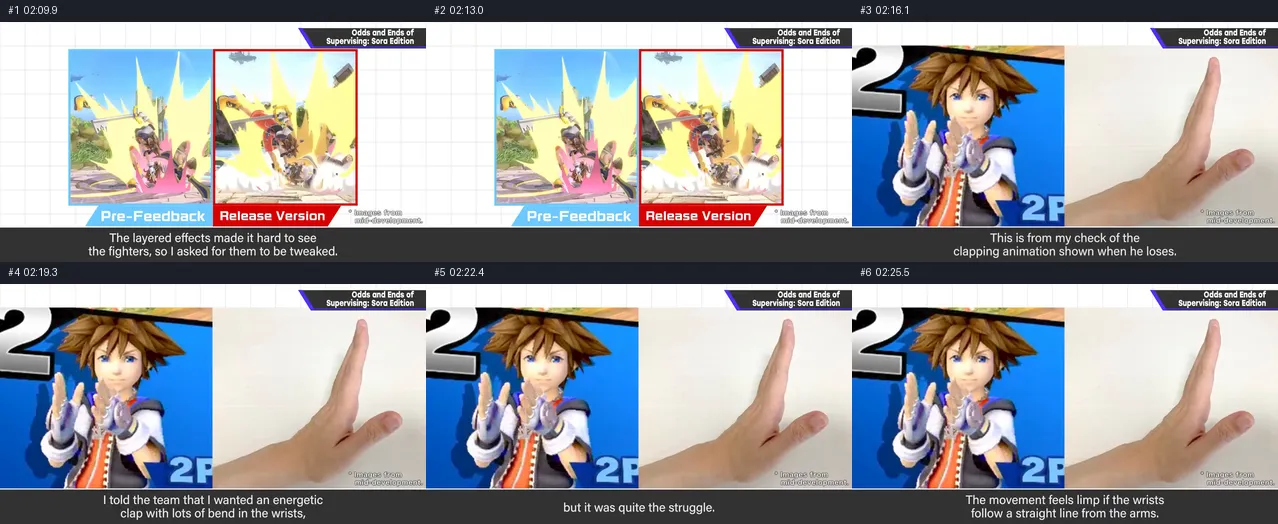 #1 02:09.9
Odds and Ends of
Supervising: Sora Edition
Pre-Feedback
Release Version
* Images from
mid-development.
The layered effects made it hard to see
the fighters, so I asked for them to be tweaked.
#2 02:13.0
Odds and Ends of
Supervising: Sora Edition
Pre-Feedback
Release Version
* Images from
mid-development.
#3 02:16.1
Odds and Ends of
Supervising: Sora Edition
2
2P
* Images from
mid-development.
This is from my check of the
clapping animation shown when he loses.
#4 02:19.3
Odds and Ends of
Supervising: Sora Edition
2
2P
* Images from
mid-development.
I told the team that I wanted an energetic
clap with lots of bend in the wrists,
#5 02:22.4
Odds and Ends of
Supervising: Sora Edition
2
2P
* Images from
mid-development.
but it was quite the struggle.
#6 02:25.5
Odds and Ends of
Supervising: Sora Edition
2
2P
* Images from
mid-development.
The movement feels limp if the wrists
follow a straight line from the arms.